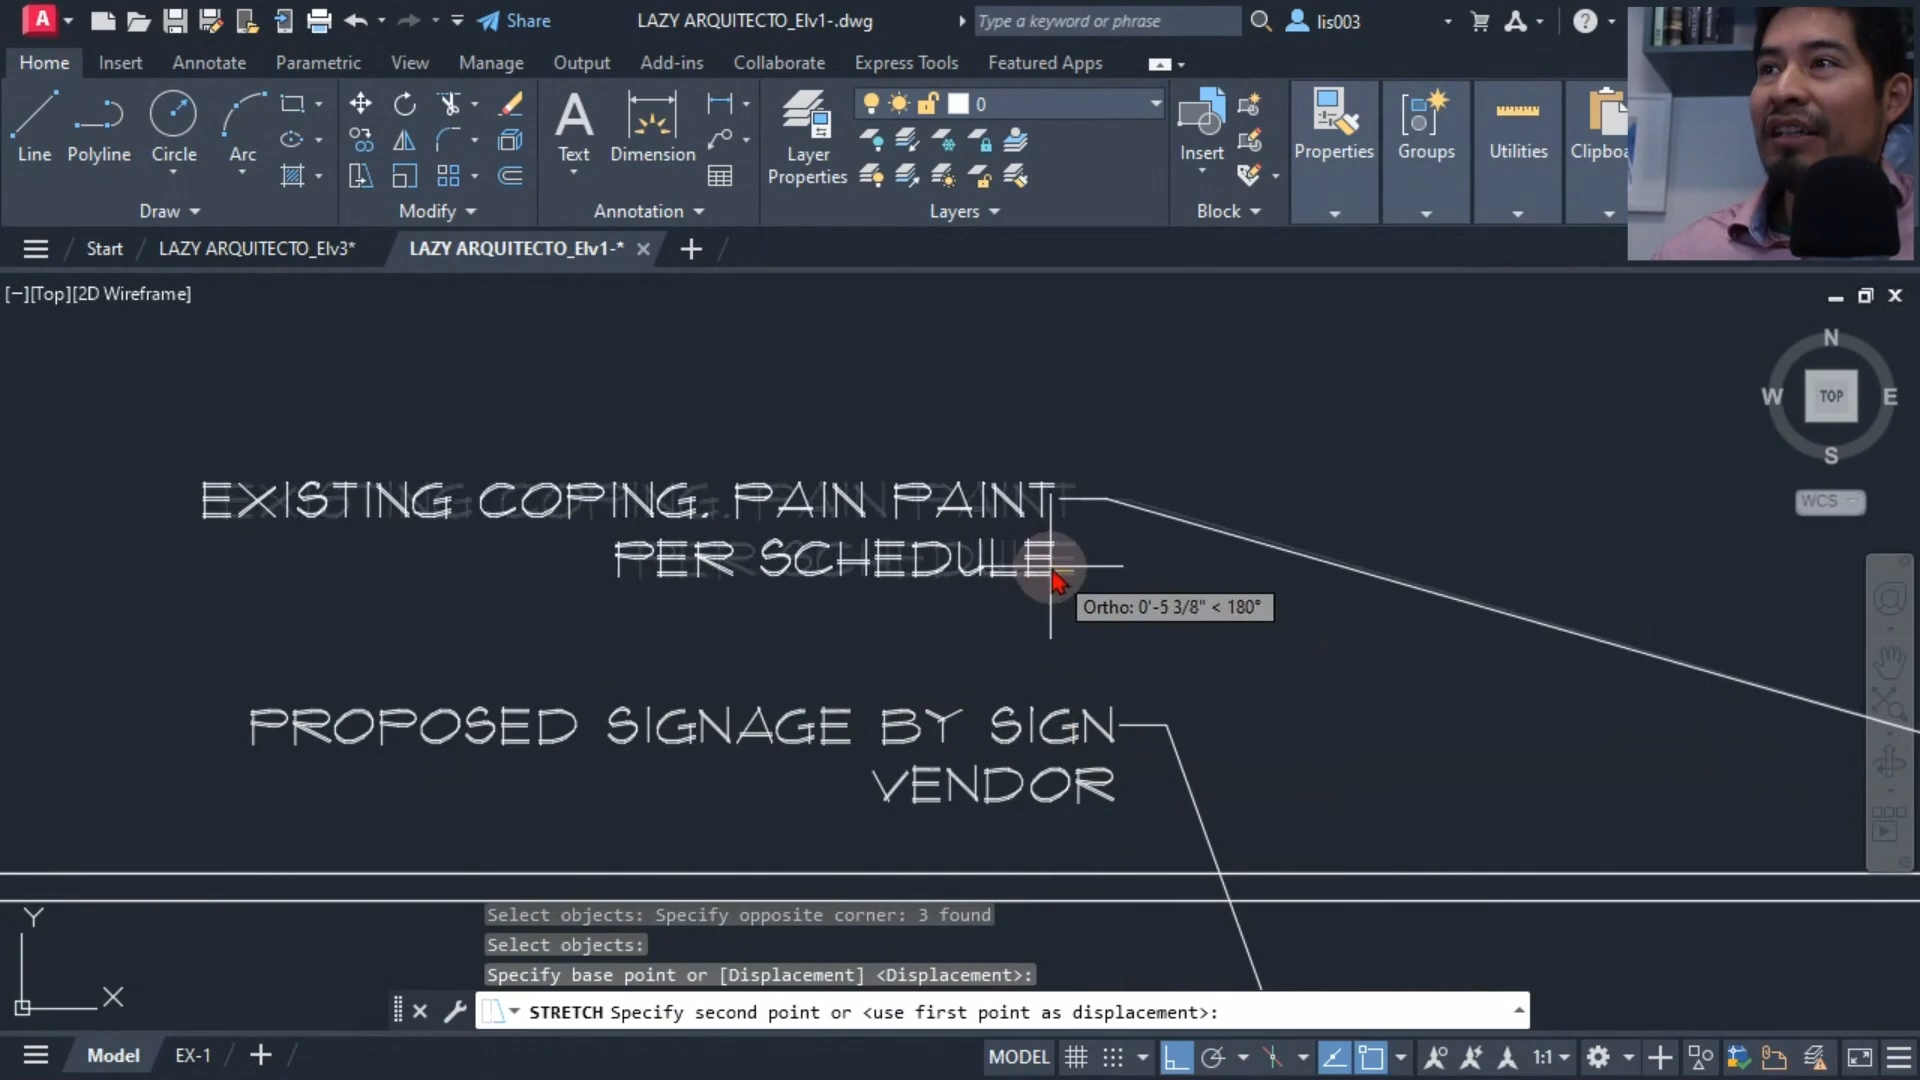 A
Share
LAZY ARQUITECTO_Elv1-.dwg
Type a keyword or phrase
lis003
Home
Insert
Annotate
Parametric
View
Manage
Output
Add-ins
Collaborate
Express Tools
Featured Apps
Line
Polyline
Circle
Arc
Text
Dimension
Layer
Properties
0
Insert
Properties
Groups
Utilities
Clipboa
Draw
Modify
Annotation
Layers
Block
Start
LAZY ARQUITECTO_Elv3*
LAZY ARQUITECTO_Elv1-*
[−][Top][2D Wireframe]
N
W
TOP
E
S
WCS
EXISTING COPING. PAIN PAINT
PER SCHEDULE
Ortho: 0'-5 3/8" < 180°
PROPOSED SIGNAGE BY SIGN
VENDOR
Y
X
Select objects: Specify opposite corner: 3 found
Select objects:
Specify base point or [Displacement] <Displacement>:
STRETCH Specify second point or <use first point as displacement>:
Model
EX-1
MODEL
1:1